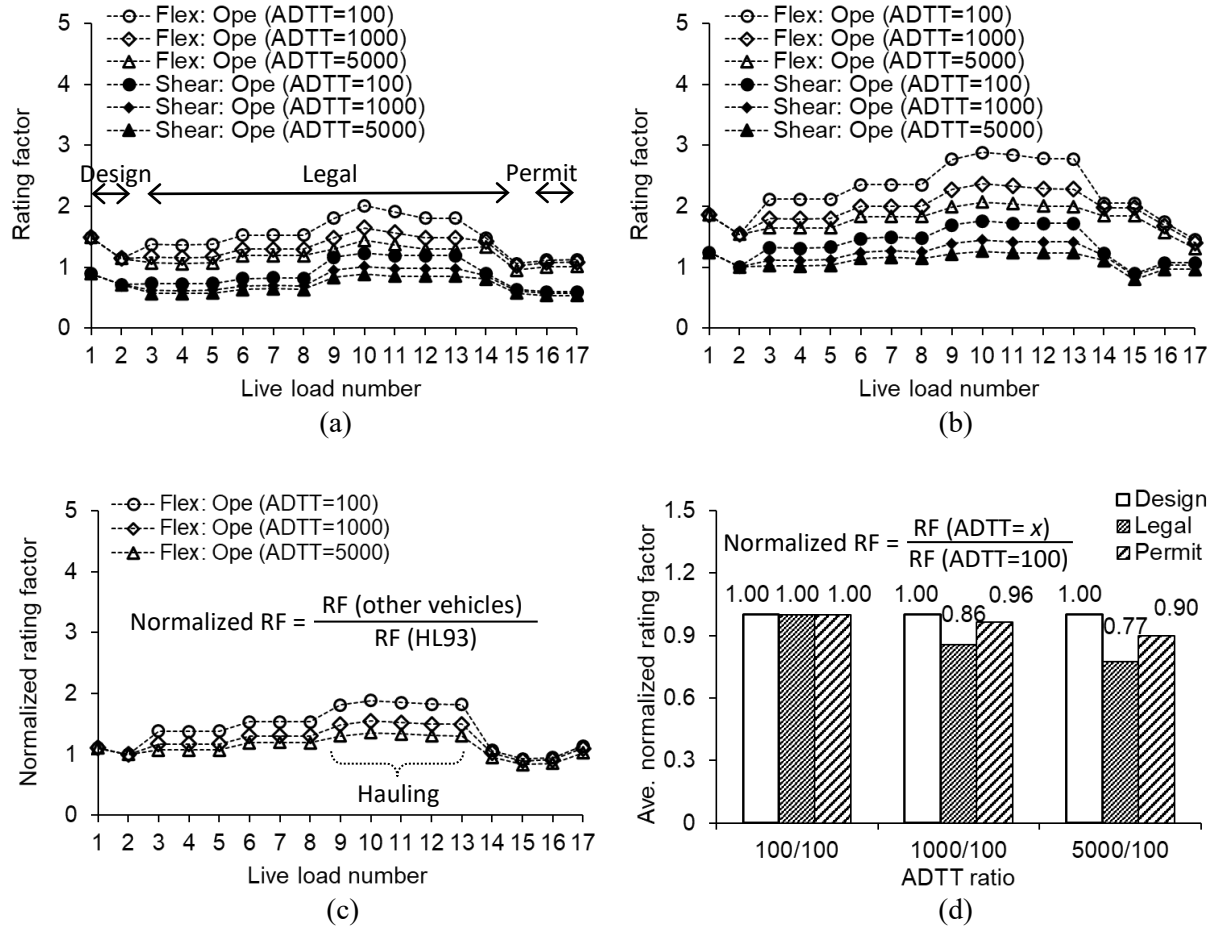 5
4
3
2
1
0
Rating factor
Flex: Ope (ADTT=100)
Flex: Ope (ADTT=1000)
Flex: Ope (ADTT=5000)
Shear: Ope (ADTT=100)
Shear: Ope (ADTT=1000)
Shear: Ope (ADTT=5000)
Design Legal Permit
1 2 3 4 5 6 7 8 9 10 11 12 13 14 15 16 17
Live load number
(a)
5
4
3
2
1
0
Rating factor
Flex: Ope (ADTT=100)
Flex: Ope (ADTT=1000)
Flex: Ope (ADTT=5000)
Shear: Ope (ADTT=100)
Shear: Ope (ADTT=1000)
Shear: Ope (ADTT=5000)
1 2 3 4 5 6 7 8 9 10 11 12 13 14 15 16 17
Live load number
(b)
5
4
3
2
1
0
Normalized rating factor
Flex: Ope (ADTT=100)
Flex: Ope (ADTT=1000)
Flex: Ope (ADTT=5000)
Normalized RF = RF (other vehicles)
RF (HL93)
Hauling
1 2 3 4 5 6 7 8 9 10 11 12 13 14 15 16 17
Live load number
(c)
1.5
1.2
0.9
0.6
0.3
0
Ave. normalized rating factor
Design
Legal
Permit
Normalized RF = RF (ADTT= x)
RF (ADTT=100)
1.00 1.00 1.00 1.00 0.86 0.96 1.00 0.77 0.90
100/100 1000/100 5000/100
ADTT ratio
(d)